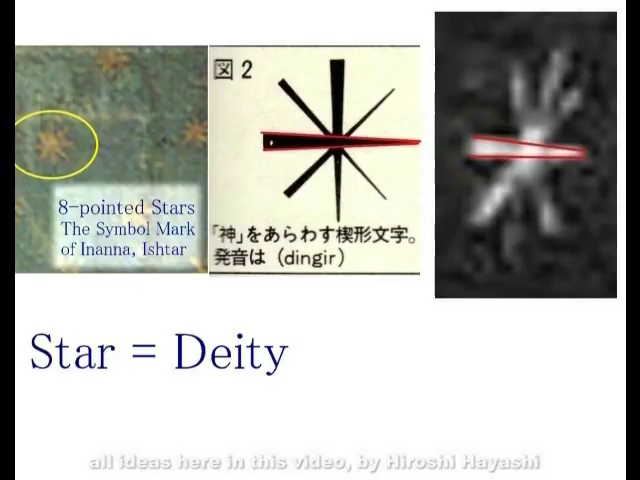 図2
8-pointed Stars
The Symbol Mark
of Inanna, Ishtar
「神」をあらわす楔形文字。
発音は (dingir)
Star = Deity
all ideas here in this video, by Hiroshi Hayashi